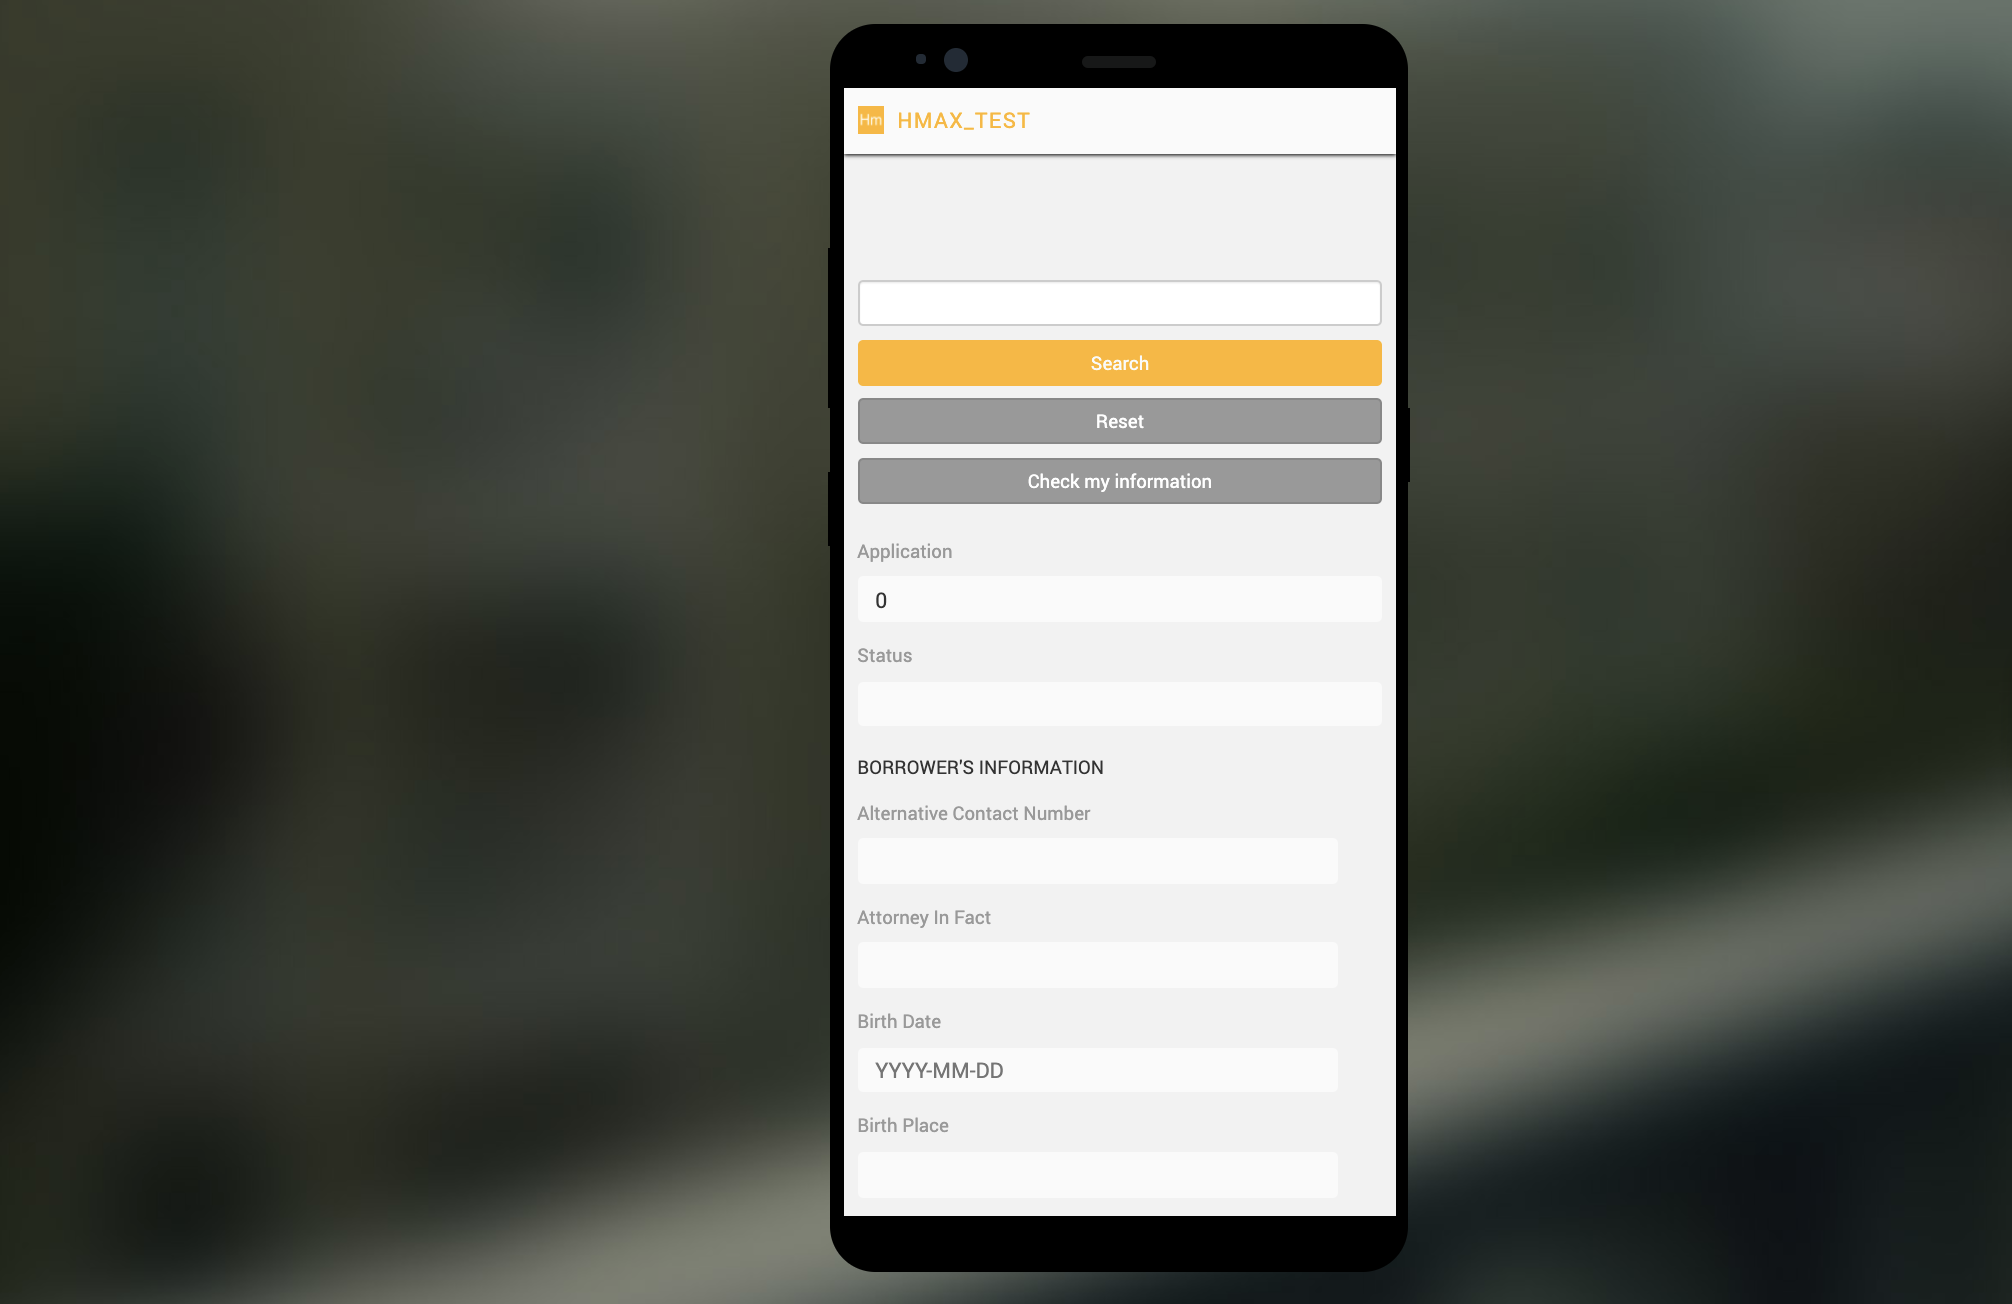 Hm HMAX_TEST
Search
Reset
Check my information
Application
0
Status
BORROWER'S INFORMATION
Alternative Contact Number
Attorney In Fact
Birth Date
YYYY-MM-DD
Birth Place